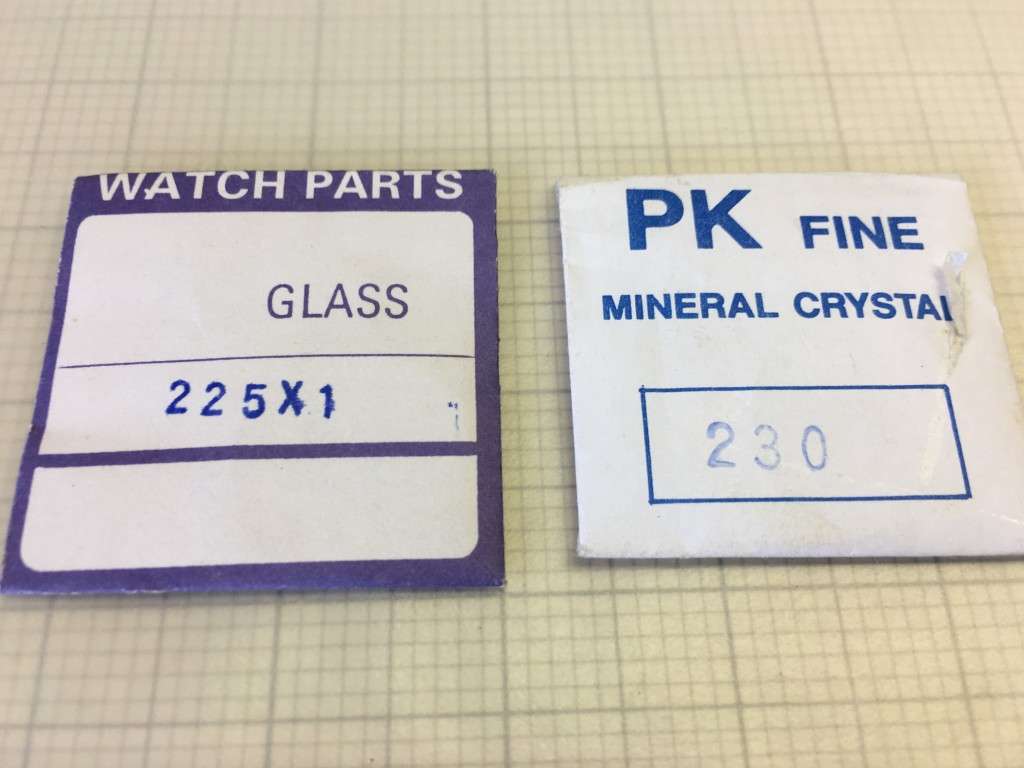 WATCH PARTS
GLASS
225X1
PK FINE
MINERAL CRYSTAL
230